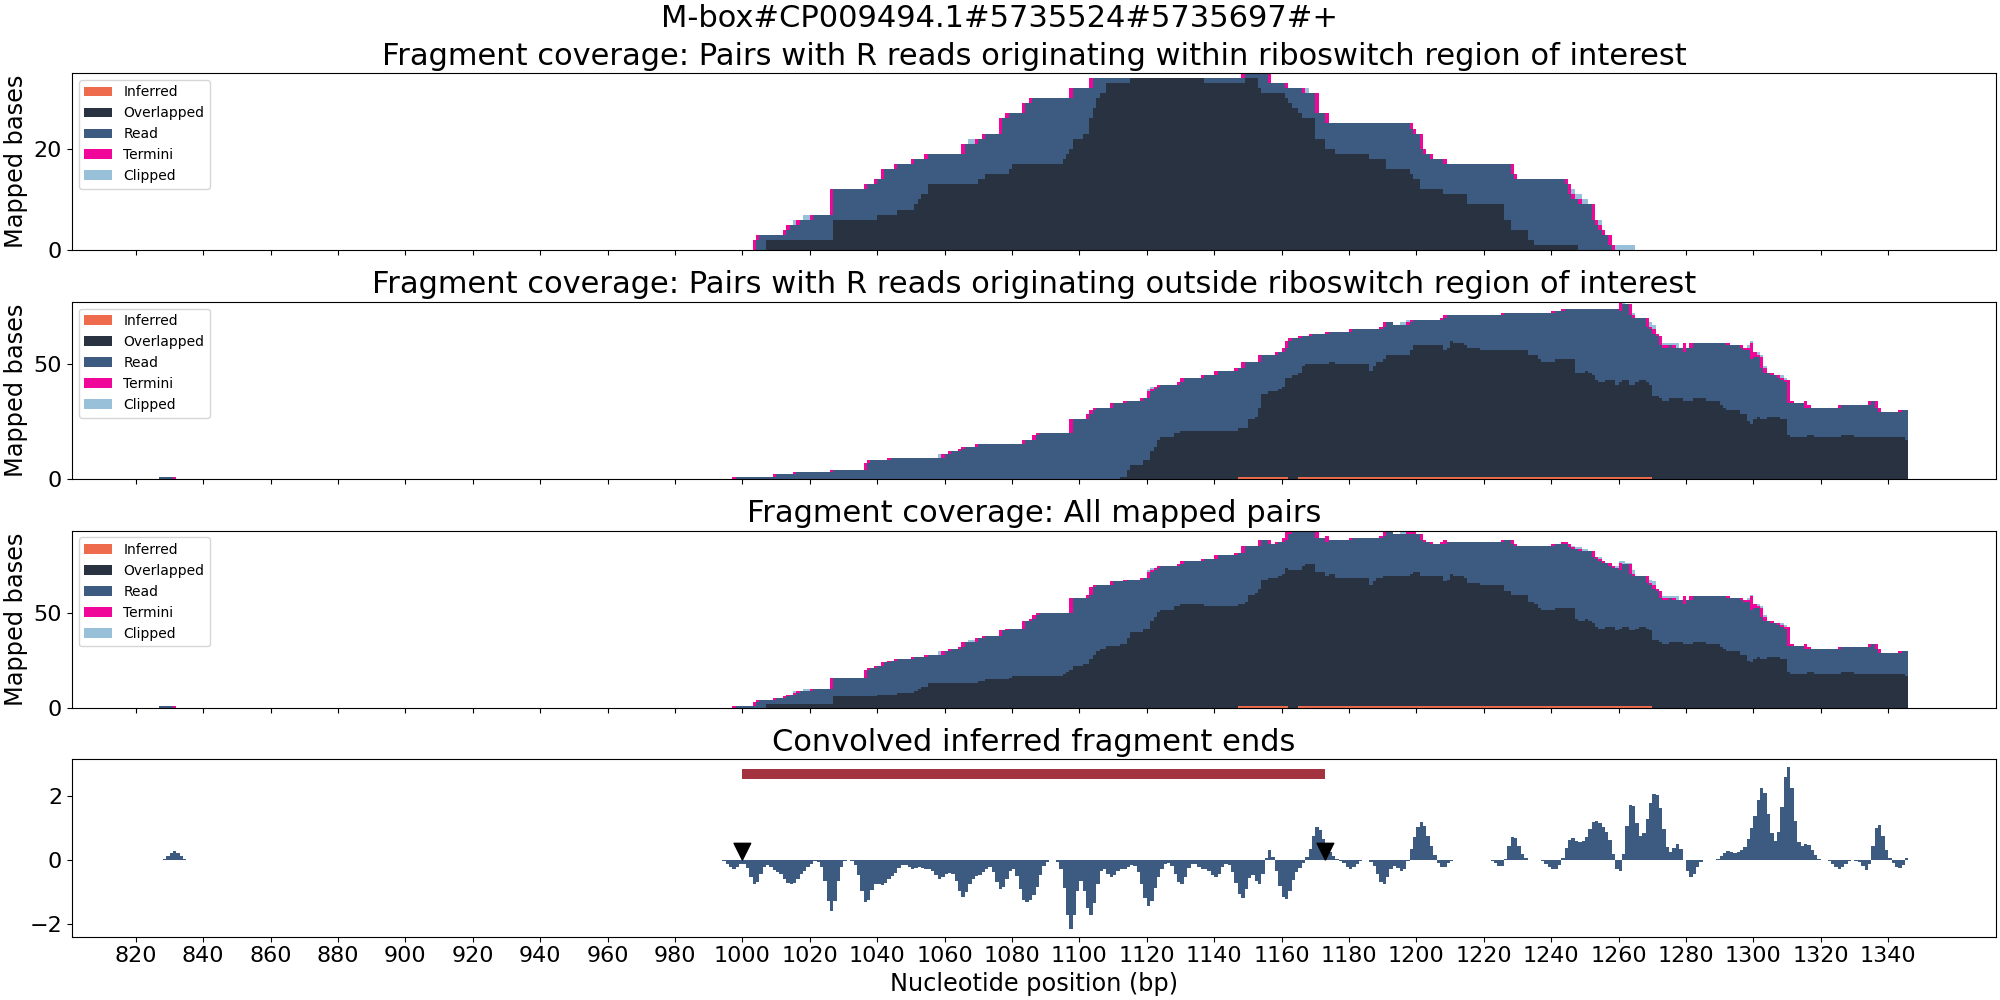 M-box#CP009494.1#5735524#5735697#+
Fragment coverage: Pairs with R reads originating within riboswitch region of interest
Mapped bases
20
0
Inferred
Overlapped
Read
Termini
Clipped
Fragment coverage: Pairs with R reads originating outside riboswitch region of interest
Mapped bases
50
0
Inferred
Overlapped
Read
Termini
Clipped
Fragment coverage: All mapped pairs
Mapped bases
50
0
Inferred
Overlapped
Read
Termini
Clipped
Convolved inferred fragment ends
2
0
−2
820 840 860 880 900 920 940 960 980 1000 1020 1040 1060 1080 1100 1120 1140 1160 1180 1200 1220 1240 1260 1280 1300 1320 1340
Nucleotide position (bp)